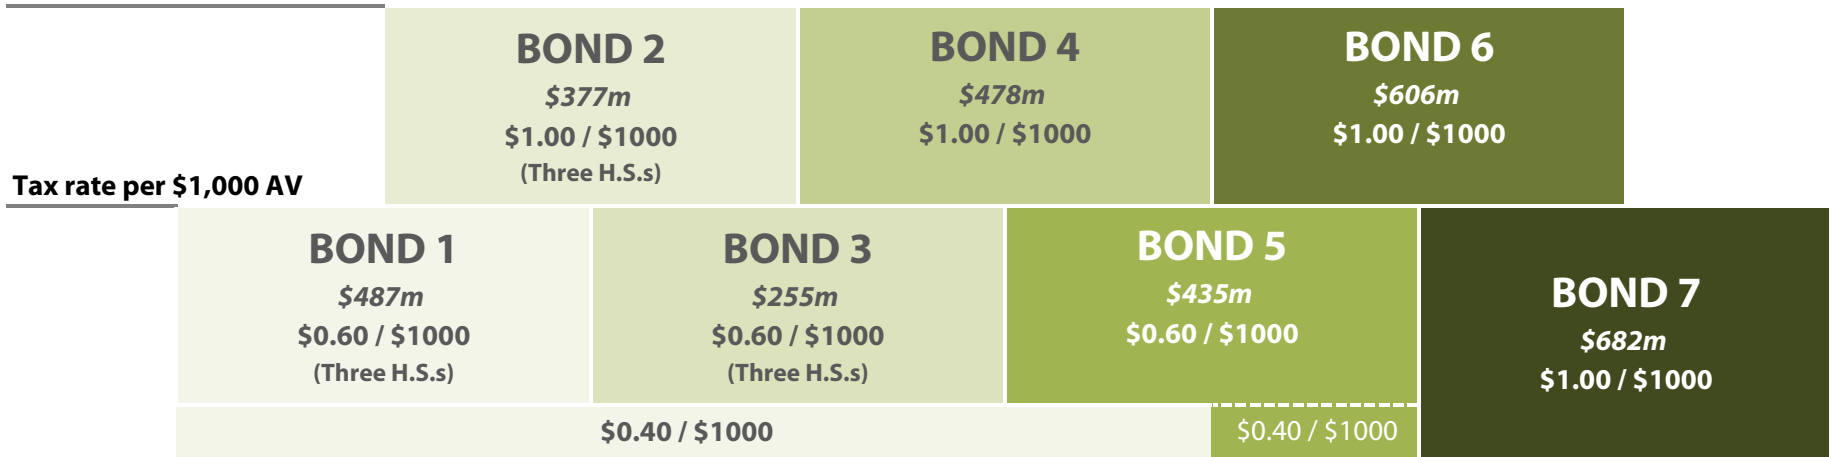 BOND 2
$377m
$1.00 / $1000
(Three H.S.s)
BOND 4
$478m
$1.00 / $1000
BOND 6
$606m
$1.00 / $1000
Tax rate per $1,000 AV
BOND 1
$487m
$0.60 / $1000
(Three H.S.s)
BOND 3
$255m
$0.60 / $1000
(Three H.S.s)
BOND 5
$435m
$0.60 / $1000
BOND 7
$682m
$1.00 / $1000
$0.40 / $1000
$0.40 / $1000